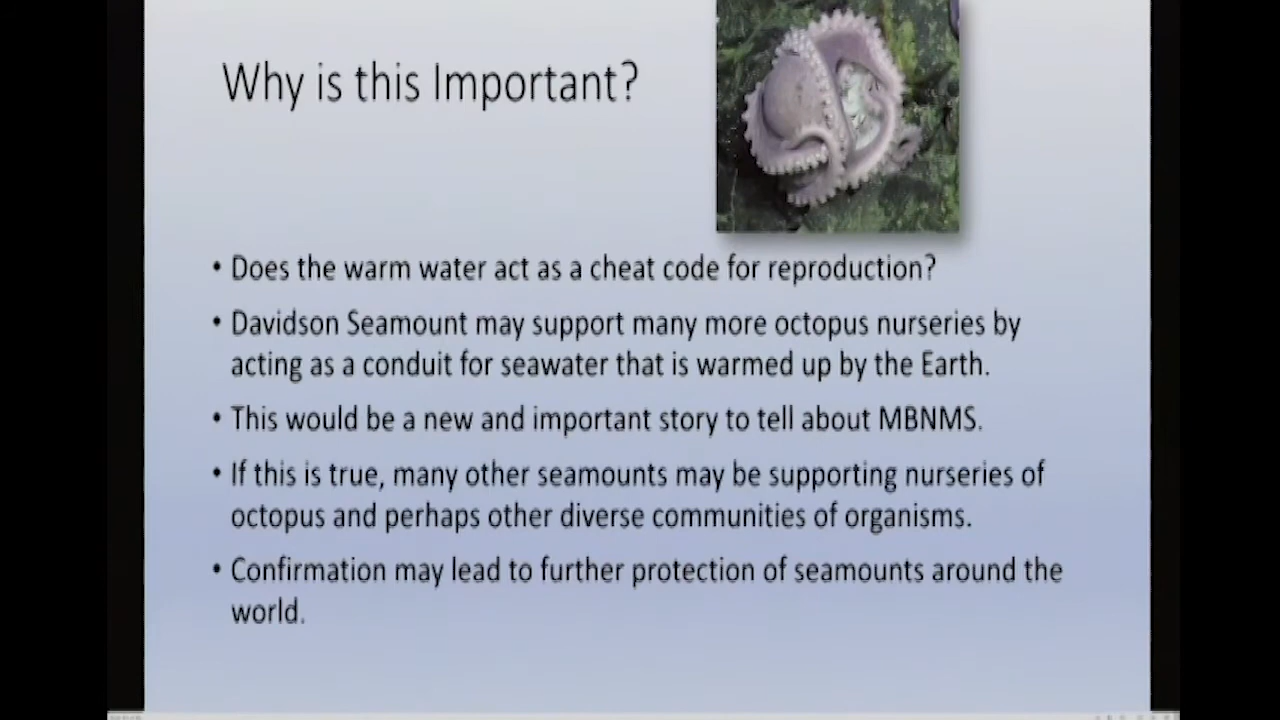 Why is this Important?
• Does the warm water act as a cheat code for reproduction?
• Davidson Seamount may support many more octopus nurseries by
acting as a conduit for seawater that is warmed up by the Earth.
• This would be a new and important story to tell about MBNMS.
• If this is true, many other seamounts may be supporting nurseries of
octopus and perhaps other diverse communities of organisms.
• Confirmation may lead to further protection of seamounts around the
world.